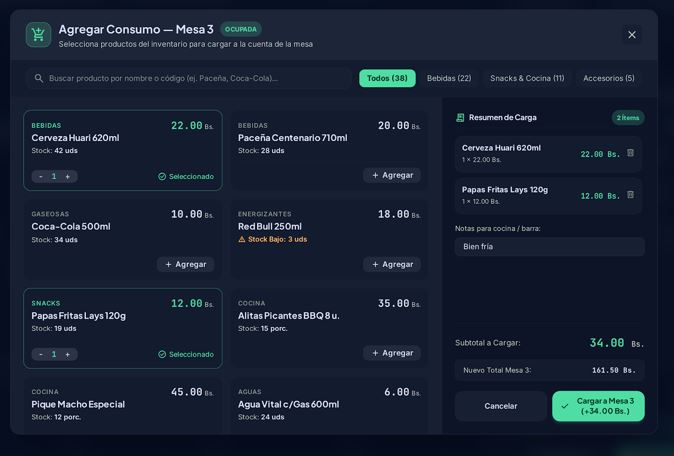 Agregar Consumo — Mesa 3 OCUPADA
Selecciona productos del inventario para cargar a la cuenta de la mesa
Buscar producto por nombre o código (ej. Paceña, Coca-Cola)...
Todos (38)
Bebidas (22)
Snacks & Cocina (11)
Accesorios (5)
BEBIDAS 22.00 Bs.
Cerveza Huari 620ml
Stock: 42 uds
- 1 + Seleccionado
BEBIDAS 20.00 Bs.
Paceña Centenario 710ml
Stock: 28 uds
+ Agregar
GASEOSAS 10.00 Bs.
Coca-Cola 500ml
Stock: 34 uds
+ Agregar
ENERGIZANTES 18.00 Bs.
Red Bull 250ml
Stock Bajo: 3 uds
+ Agregar
SNACKS 12.00 Bs.
Papas Fritas Lays 120g
Stock: 19 uds
- 1 + Seleccionado
COCINA 35.00 Bs.
Alitas Picantes BBQ 8 u.
Stock: 15 porc.
+ Agregar
COCINA 45.00 Bs.
Pique Macho Especial
Stock: 12 porc.
AGUAS 6.00 Bs.
Agua Vital c/Gas 600ml
Stock: 24 uds
Resumen de Carga 2 Ítems
Cerveza Huari 620ml
1 × 22.00 Bs.
22.00 Bs.
Papas Fritas Lays 120g
1 × 12.00 Bs.
12.00 Bs.
Notas para cocina / barra:
Bien fría
Subtotal a Cargar: 34.00 Bs.
Nuevo Total Mesa 3: 161.50 Bs.
Cancelar
Cargar a Mesa 3
(+34.00 Bs.)